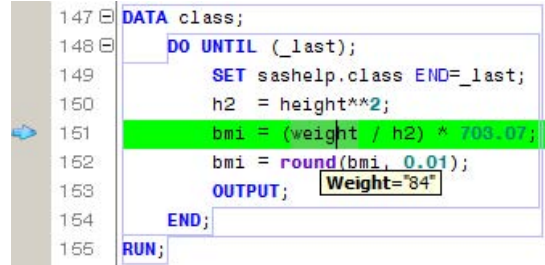 147 DATA class;
148 DO UNTIL (_last);
149 SET sashelp.class END=_last;
150 h2 = height**2;
151 bmi = (weight / h2) * 703.07;
152 bmi = round(bmi, 0.01);
Weight="84"
153 OUTPUT;
154 END;
155 RUN;